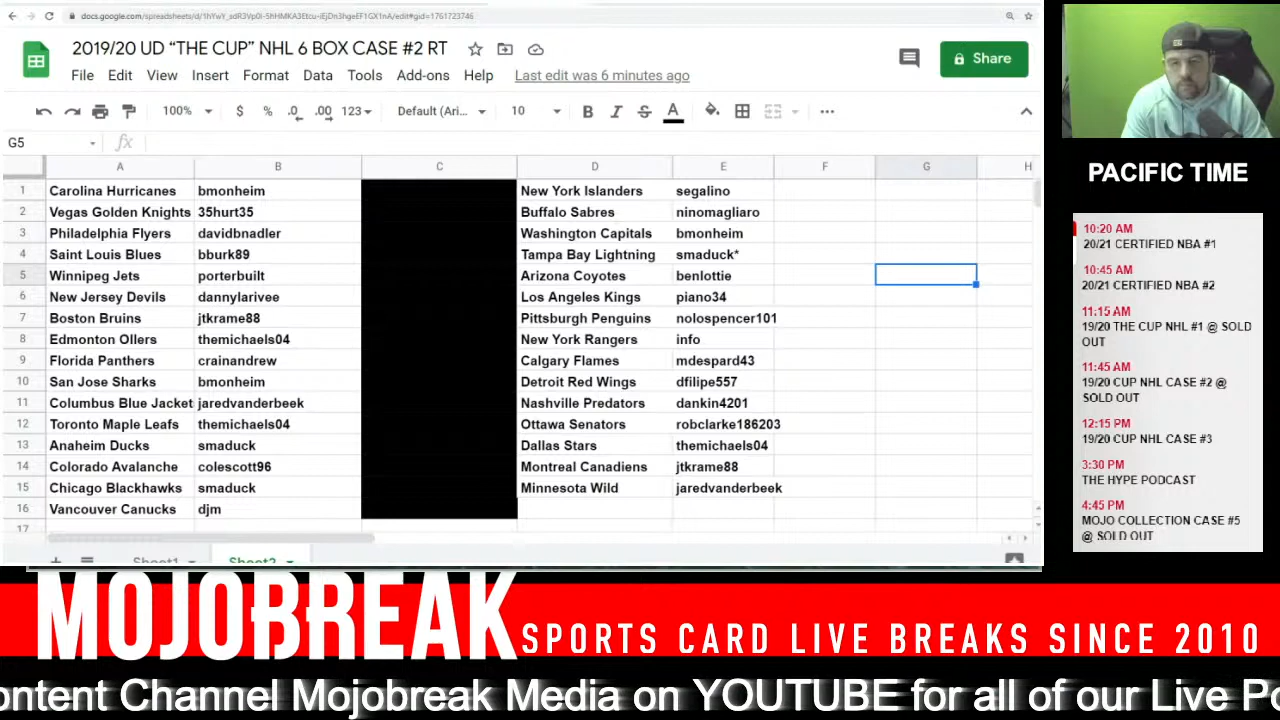 docs.google.com/spreadsheets/d/
2019/20 UD “THE CUP” NHL 6 BOX CASE #2 RT
File Edit View Insert Format Data Tools Add-ons Help Last edit was 6 minutes ago
Share
100% $ % .0 .00 123 Default (Ari... 10 B I S A
G5 fx
A B C D E F G H
1 Carolina Hurricanes bmonheim New York Islanders segalino
2 Vegas Golden Knights 35hurt35 Buffalo Sabres ninomagliaro
3 Philadelphia Flyers davidbnadler Washington Capitals bmonheim
4 Saint Louis Blues bburk89 Tampa Bay Lightning smaduck*
5 Winnipeg Jets porterbuilt Arizona Coyotes benlottie
6 New Jersey Devils dannylarivee Los Angeles Kings piano34
7 Boston Bruins jtkrame88 Pittsburgh Penguins nolospencer101
8 Edmonton Ollers themichaels04 New York Rangers info
9 Florida Panthers crainandrew Calgary Flames mdespard43
10 San Jose Sharks bmonheim Detroit Red Wings dfilipe557
11 Columbus Blue Jacket jaredvanderbeek Nashville Predators dankin4201
12 Toronto Maple Leafs themichaels04 Ottawa Senators robclarke186203
13 Anaheim Ducks smaduck Dallas Stars themichaels04
14 Colorado Avalanche colescott96 Montreal Canadiens jtkrame88
15 Chicago Blackhawks smaduck Minnesota Wild jaredvanderbeek
16 Vancouver Canucks djm
17
Sheet1 Sheet2
PACIFIC TIME
10:20 AM
20/21 CERTIFIED NBA #1
10:45 AM
20/21 CERTIFIED NBA #2
11:15 AM
19/20 THE CUP NHL #1 @ SOLD
OUT
11:45 AM
19/20 CUP NHL CASE #2 @
SOLD OUT
12:15 PM
19/20 CUP NHL CASE #3
3:30 PM
THE HYPE PODCAST
4:45 PM
MOJO COLLECTION CASE #5
@ SOLD OUT
MOJOBREAK
SPORTS CARD LIVE BREAKS SINCE 2010
ontent Channel Mojobreak Media on YOUTUBE for all of our Live Po